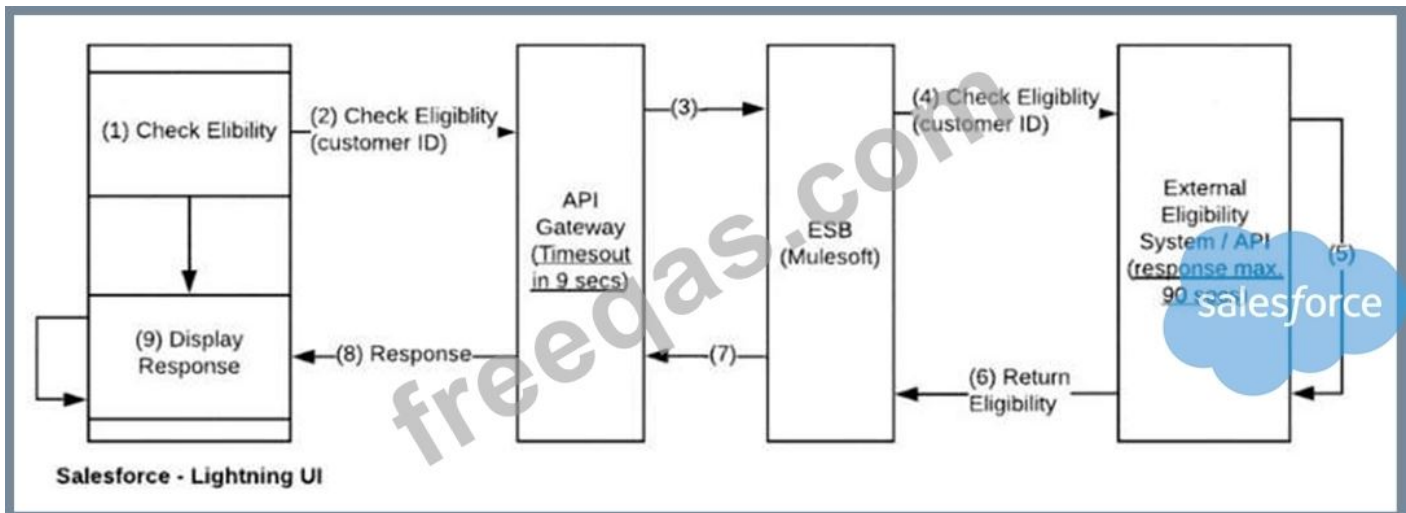 (1) Check Elibility
(2) Check Eligiblity
(customer ID)
(3)
(4) Check Eligiblity
(customer ID)
API
Gateway
(Timesout
in 9 secs)
ESB
(Mulesoft)
External
Eligibility
System / API
(response max.
90 secs)
(5)
salesforce
(9) Display
Response
(8) Response
(7)
(6) Return
Eligibility
Salesforce - Lightning UI
freeqas.com